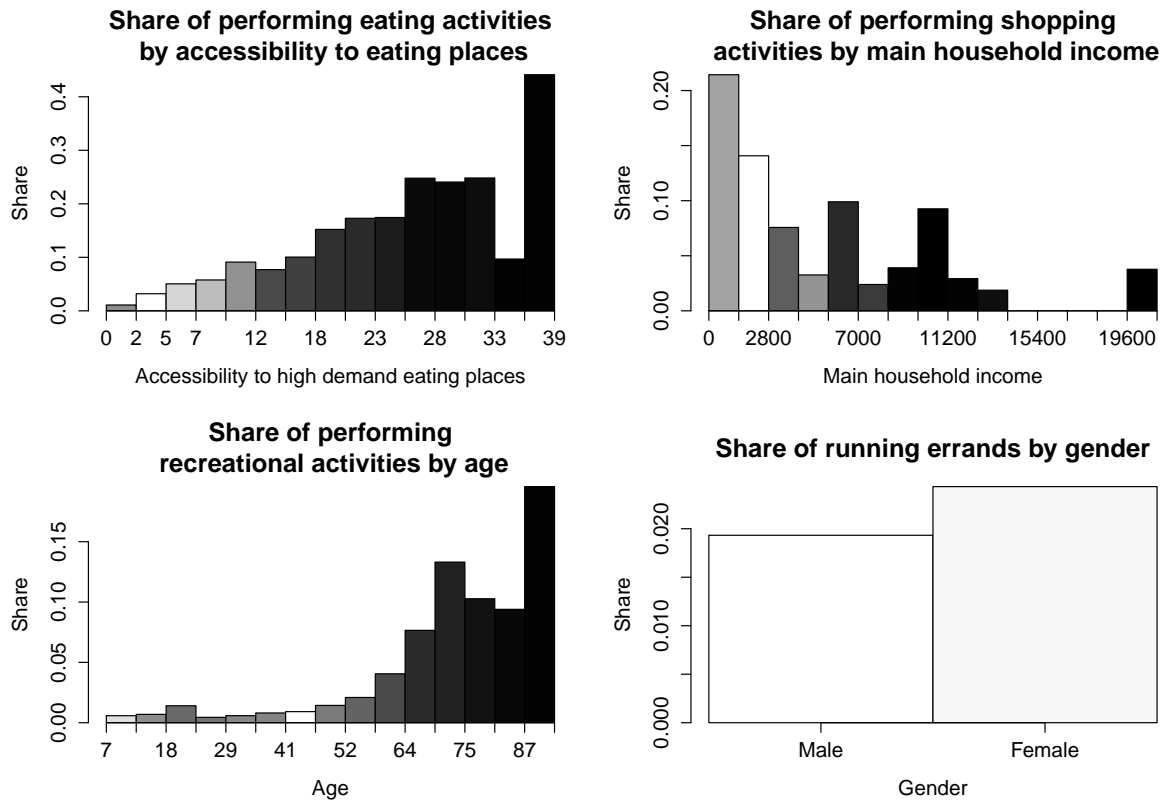 Share of performing eating activities
by accessibility to eating places
Share
0.0 0.1 0.2 0.3 0.4
0 2 5 7 12 18 23 28 33 39
Accessibility to high demand eating places
Share of performing shopping
activities by main household income
Share
0.00 0.10 0.20
0 2800 7000 11200 15400 19600
Main household income
Share of performing
recreational activities by age
Share
0.00 0.05 0.10 0.15
7 18 29 41 52 64 75 87
Age
Share of running errands by gender
Share
0.000 0.010 0.020
Male Female
Gender